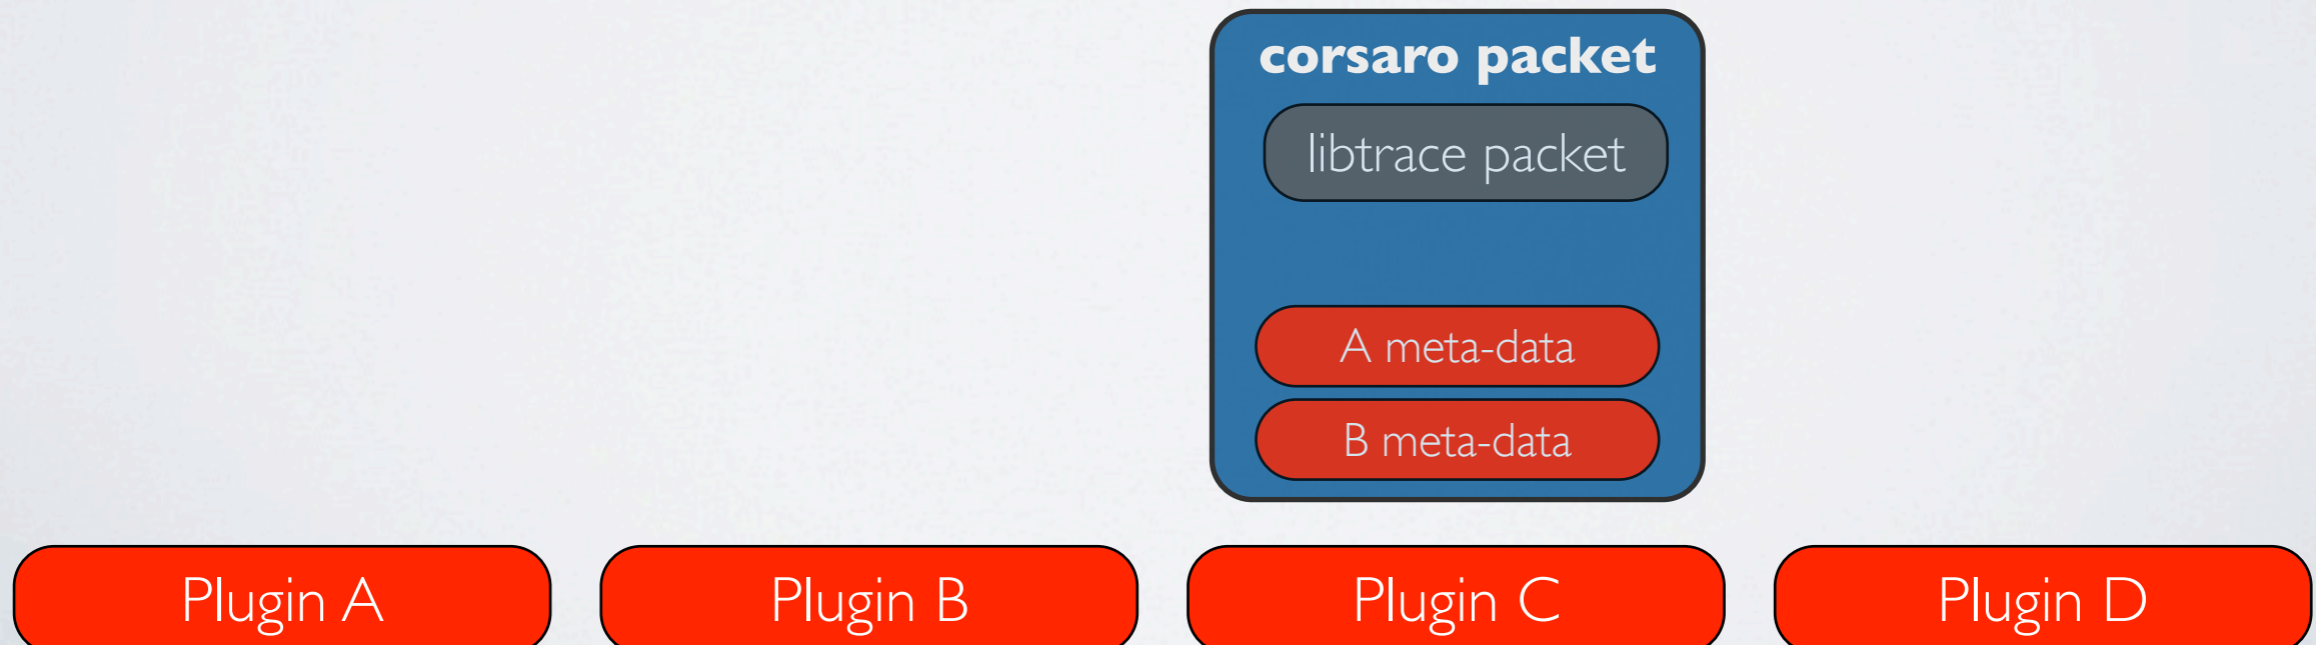 corsaro packet
libtrace packet
A meta-data
B meta-data
Plugin A
Plugin B
Plugin C
Plugin D